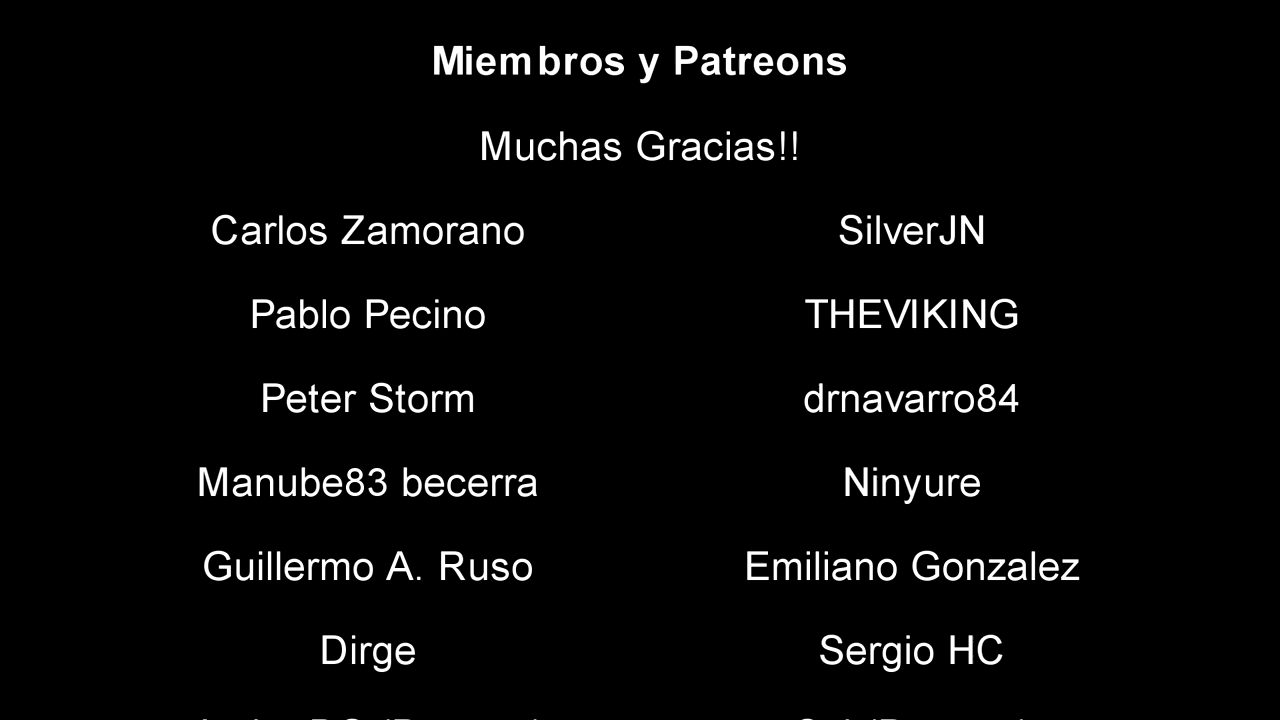 Miembros y Patreons
Muchas Gracias!!
Carlos Zamorano SilverJN
Pablo Pecino THEVIKING
Peter Storm drnavarro84
Manube83 becerra Ninyure
Guillermo A. Ruso Emiliano Gonzalez
Dirge Sergio HC